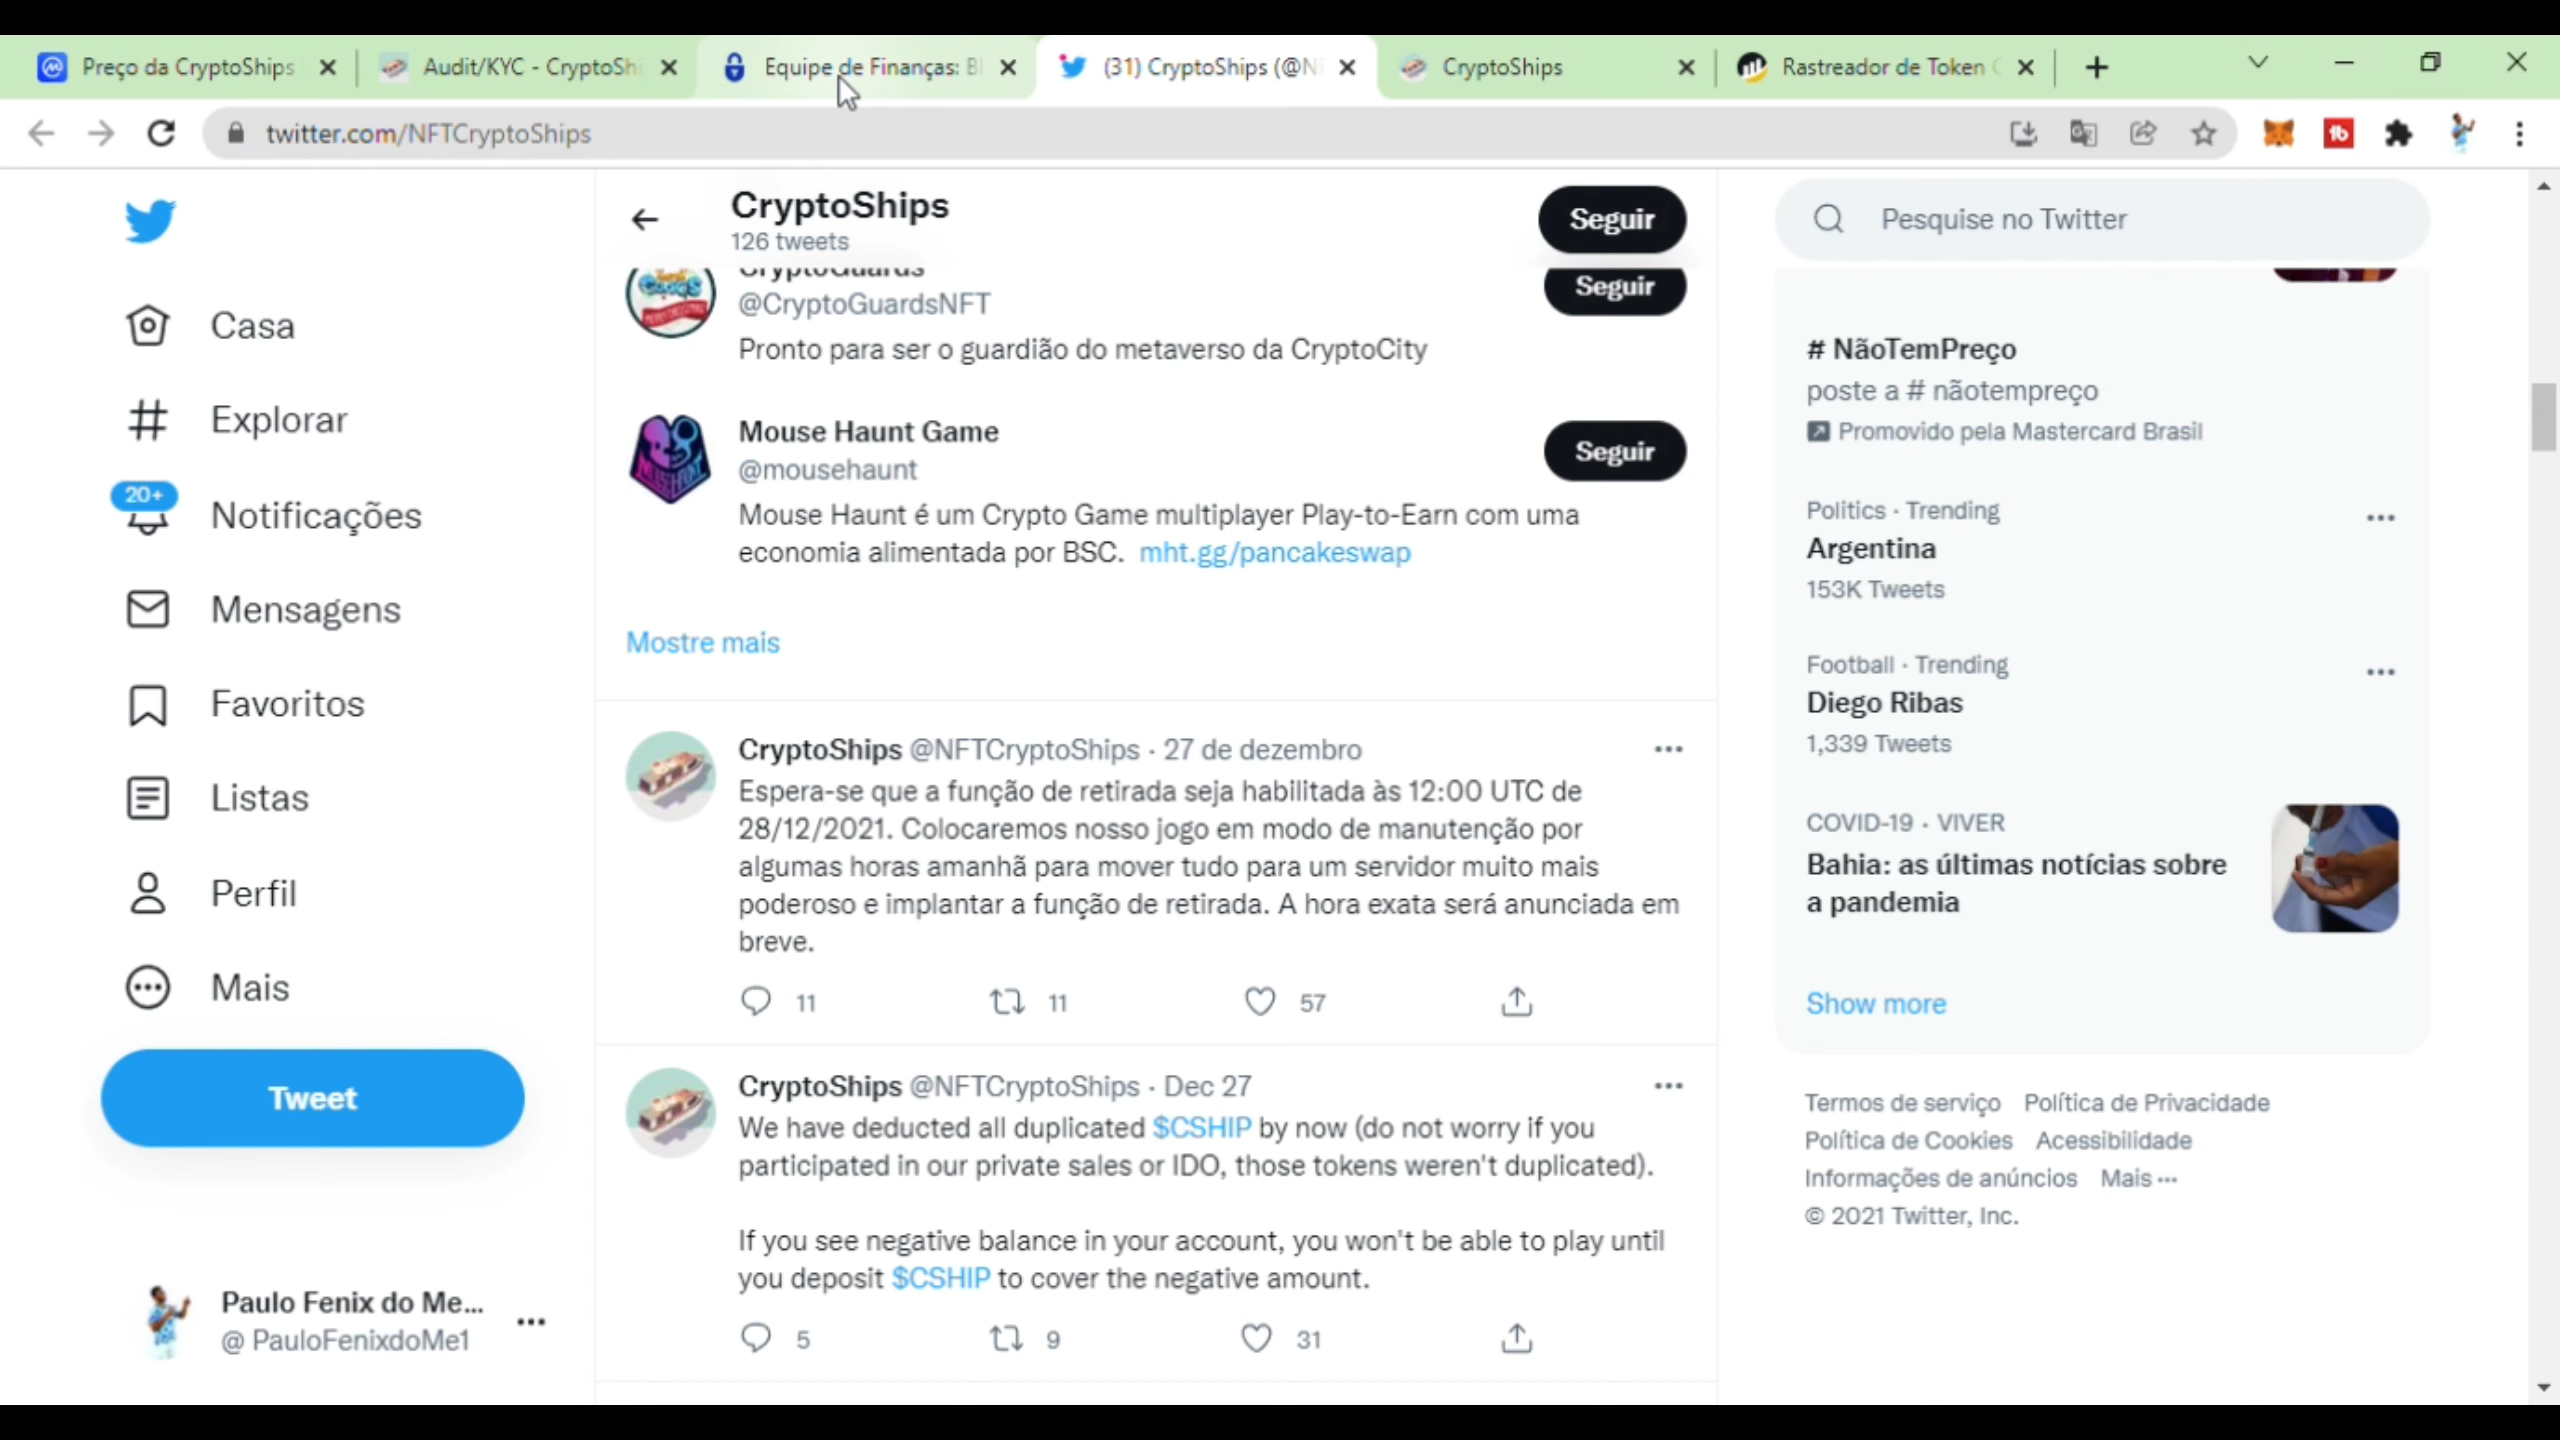 Preço da CryptoShips
Audit/KYC - CryptoShi
Equipe de Finanças: Bl
(31) CryptoShips (@N
CryptoShips
Rastreador de Token
twitter.com/NFTCryptoShips
CryptoShips
126 tweets
Seguir
Pesquise no Twitter
Casa
Explorar
20+
Notificações
Mensagens
Favoritos
Listas
Perfil
Mais
Tweet
Paulo Fenix do Me...
@ PauloFenixdoMe1
CryptoGuards
@CryptoGuardsNFT
Seguir
Pronto para ser o guardião do metaverso da CryptoCity
Mouse Haunt Game
@mousehaunt
Seguir
Mouse Haunt é um Crypto Game multiplayer Play-to-Earn com uma
economia alimentada por BSC. mht.gg/pancakeswap
Mostre mais
CryptoShips @NFTCryptoShips · 27 de dezembro
Espera-se que a função de retirada seja habilitada às 12:00 UTC de
28/12/2021. Colocaremos nosso jogo em modo de manutenção por
algumas horas amanhã para mover tudo para um servidor muito mais
poderoso e implantar a função de retirada. A hora exata será anunciada em
breve.
11 11 57
CryptoShips @NFTCryptoShips · Dec 27
We have deducted all duplicated $CSHIP by now (do not worry if you
participated in our private sales or IDO, those tokens weren't duplicated).
If you see negative balance in your account, you won't be able to play until
you deposit $CSHIP to cover the negative amount.
5 9 31
# NãoTemPreço
poste a # nãotempreço
Promovido pela Mastercard Brasil
Politics · Trending
Argentina
153K Tweets
Football · Trending
Diego Ribas
1,339 Tweets
COVID-19 · VIVER
Bahia: as últimas notícias sobre
a pandemia
Show more
Termos de serviço Política de Privacidade
Política de Cookies Acessibilidade
Informações de anúncios Mais ···
© 2021 Twitter, Inc.